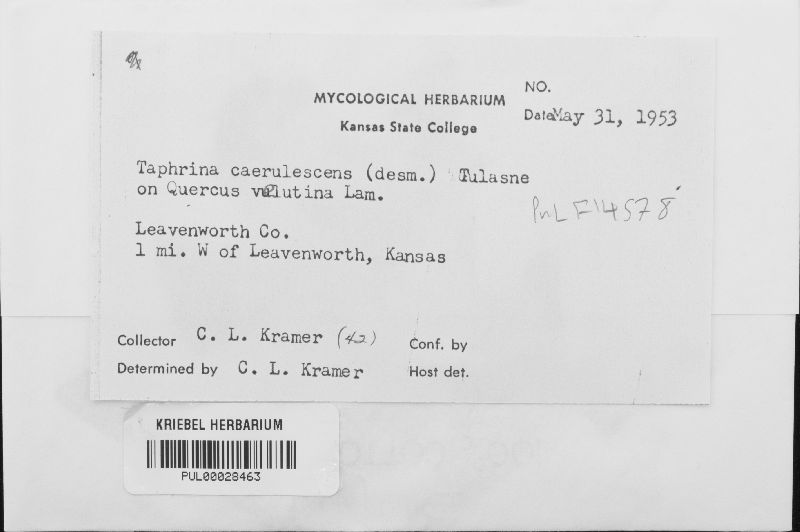 MYCOLOGICAL HERBARIUM
Kansas State College
NO.
Date May 31, 1953
Taphrina caerulescens (desm.) Tulasne
on Quercus velutina Lam.
PUL F14578
Leavenworth Co.
1 mi. W of Leavenworth, Kansas
Collector C. L. Kramer (42)
Conf. by
Determined by C. L. Kramer
Host det.
KRIEBEL HERBARIUM
PUL00028463